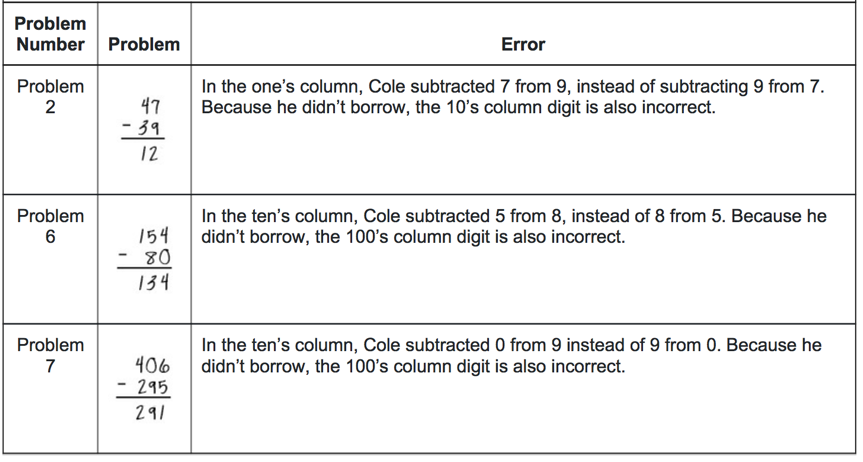 Problem Number Problem Error
Problem 2
47
- 39
12
In the one's column, Cole subtracted 7 from 9, instead of subtracting 9 from 7.
Because he didn't borrow, the 10's column digit is also incorrect.
Problem 6
154
- 80
134
In the ten's column, Cole subtracted 5 from 8, instead of 8 from 5. Because he
didn't borrow, the 100's column digit is also incorrect.
Problem 7
406
- 295
291
In the ten's column, Cole subtracted 0 from 9 instead of 9 from 0. Because he
didn't borrow, the 100's column digit is also incorrect.